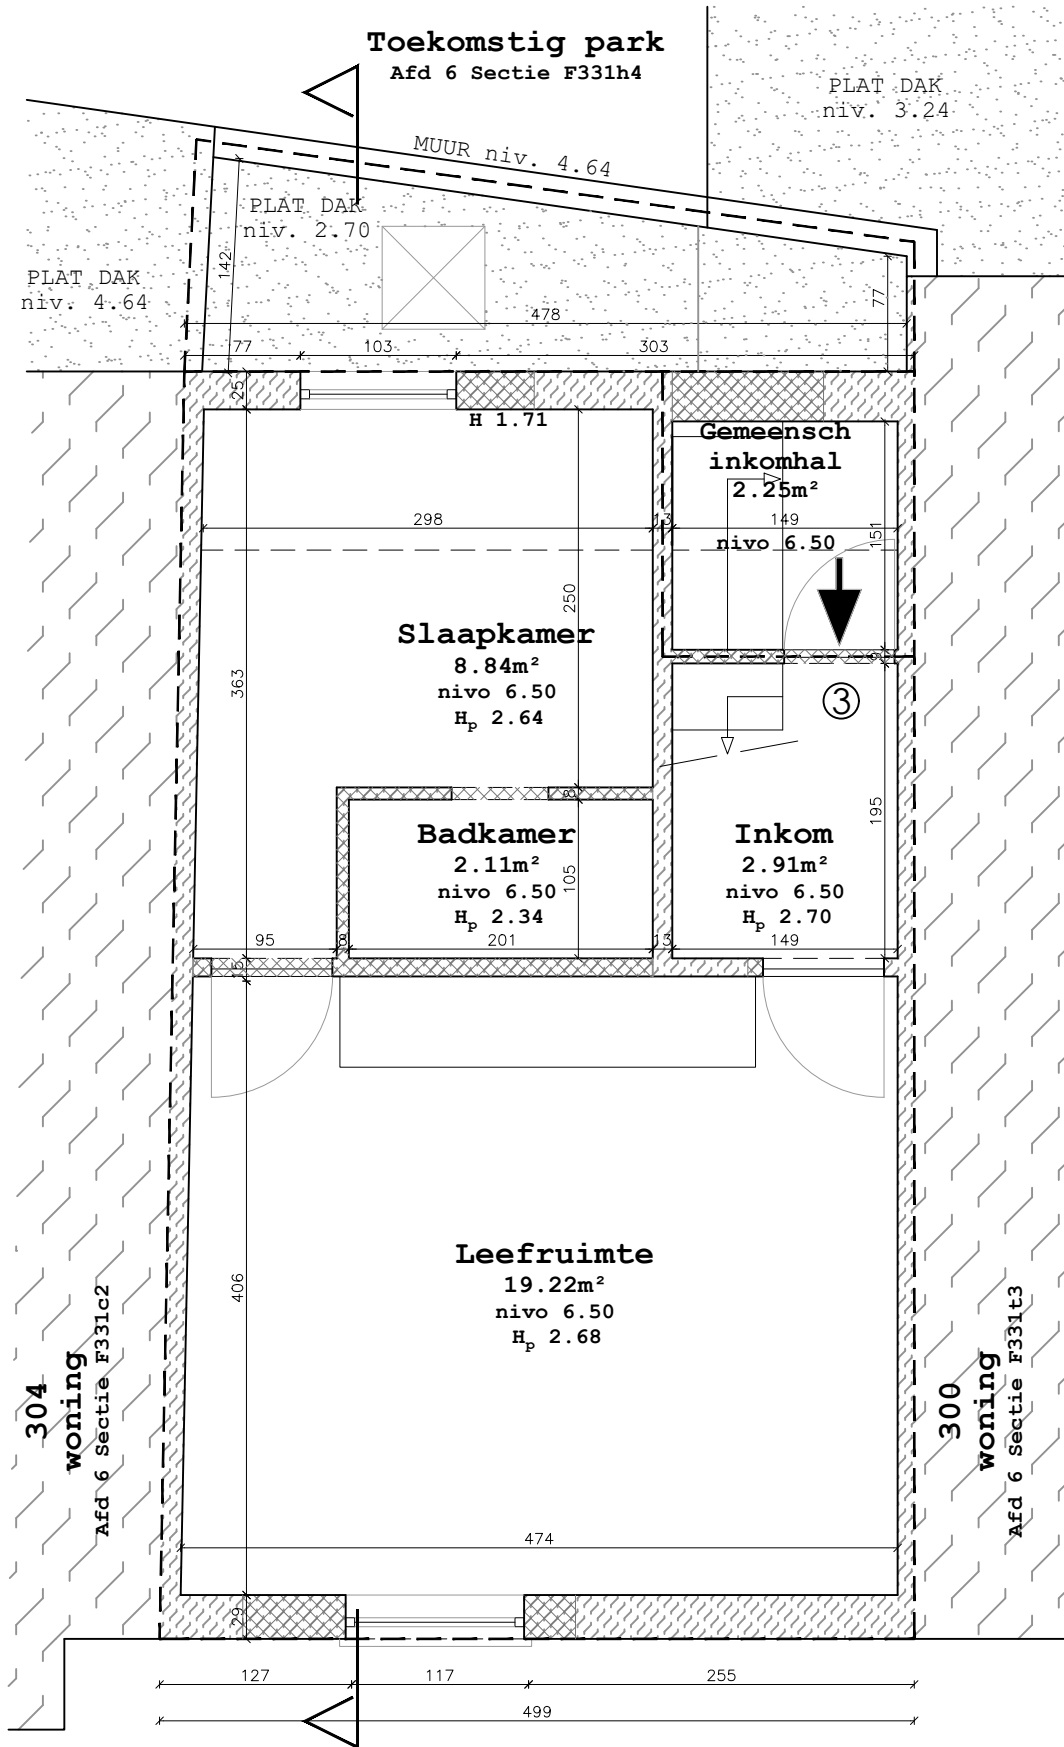 Toekomstig park
Afd 6 Sectie F331h4
PLAT DAK
niv. 3.24
MUUR niv. 4.64
PLAT DAK
niv. 2.70
PLAT DAK
niv. 4.64
142
77
478
77
103
303
25
H 1.71
Gemeensch
inkomhal
2.25m²
nivo 6.50
298
13
149
151
250
Slaapkamer
8.84m²
nivo 6.50
Hp 2.64
363
9
3
8
Badkamer
2.11m²
nivo 6.50
Hp 2.34
105
Inkom
2.91m²
nivo 6.50
Hp 2.70
195
95
8
201
13
149
15
Leefruimte
19.22m²
nivo 6.50
Hp 2.68
406
304
woning
Afd 6 Sectie F331c2
300
woning
Afd 6 Sectie F331t3
474
29
127
117
255
499